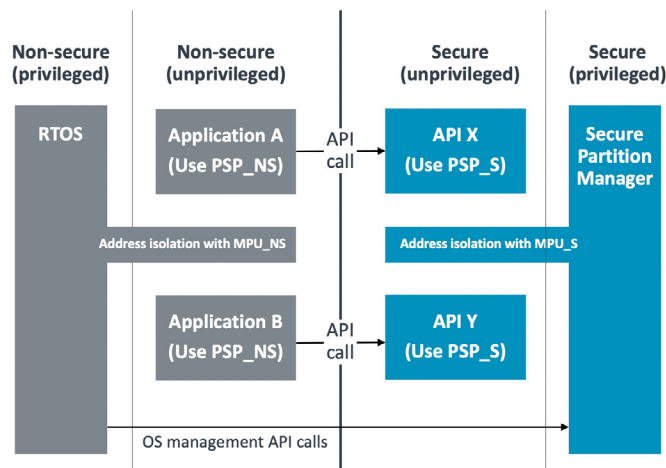 Non-secure
(privileged)
Non-secure
(unprivileged)
Secure
(unprivileged)
Secure
(privileged)
RTOS
Application A
(Use PSP_NS)
API
call
API X
(Use PSP_S)
Secure
Partition
Manager
Address isolation with MPU_NS
Address isolation with MPU_S
Application B
(Use PSP_NS)
API
call
API Y
(Use PSP_S)
OS management API calls